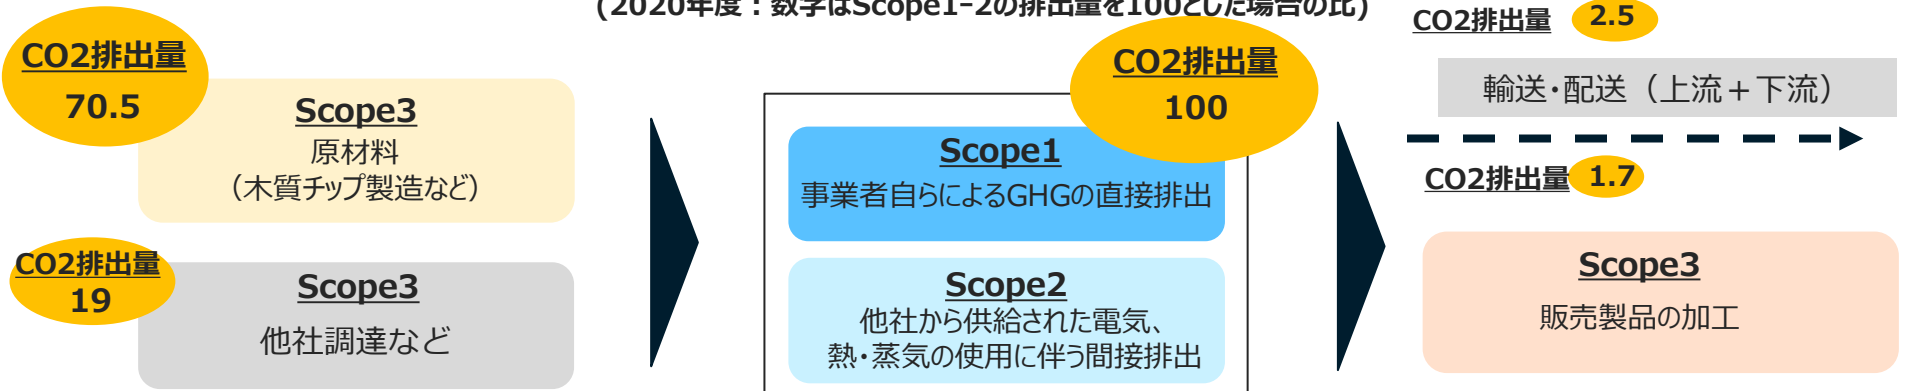 (2020年度：数字はScope1-2の排出量を100とした場合の比)
CO2排出量
70.5
Scope3
原材料
（木質チップ製造など）
CO2排出量
19
Scope3
他社調達など
CO2排出量
100
Scope1
事業者自らによるGHGの直接排出
Scope2
他社から供給された電気、
熱・蒸気の使用に伴う間接排出
CO2排出量 2.5
輸送・配送（上流＋下流）
CO2排出量 1.7
Scope3
販売製品の加工